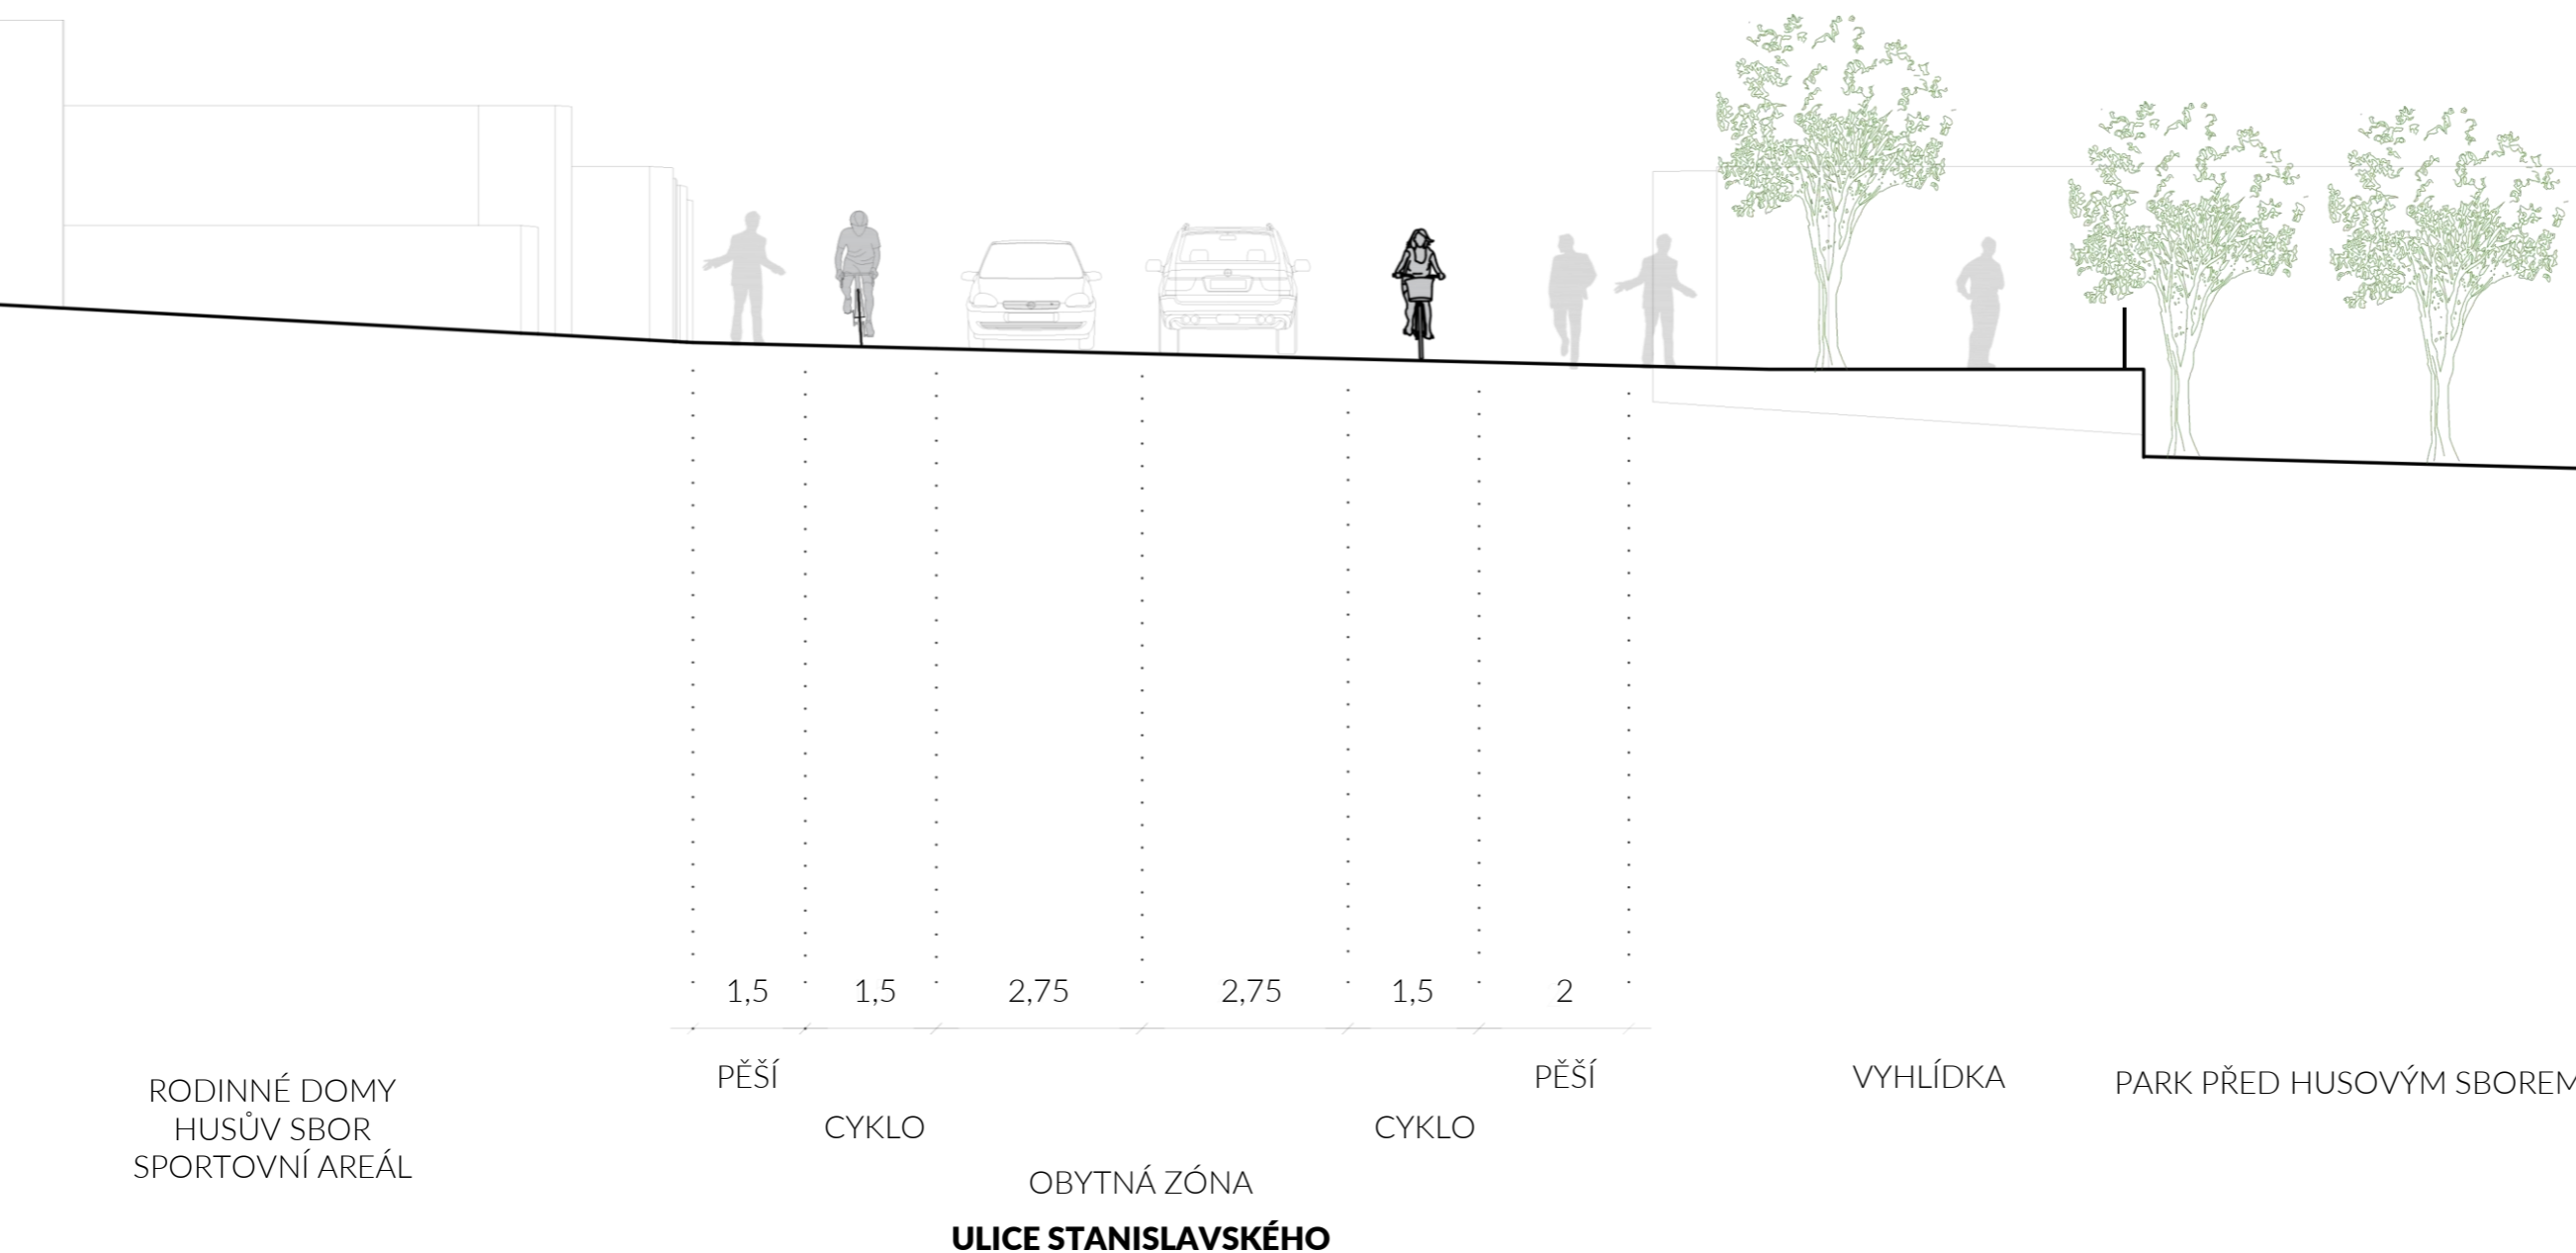 1,5 1,5 2,75 2,75 1,5 2
RODINNÉ DOMY
HUSŮV SBOR
SPORTOVNÍ AREÁL
PĚŠÍ
CYKLO
OBYTNÁ ZÓNA
ULICE STANISLAVSKÉHO
CYKLO
PĚŠÍ
VYHLÍDKA
PARK PŘED HUSOVÝM SBOREM